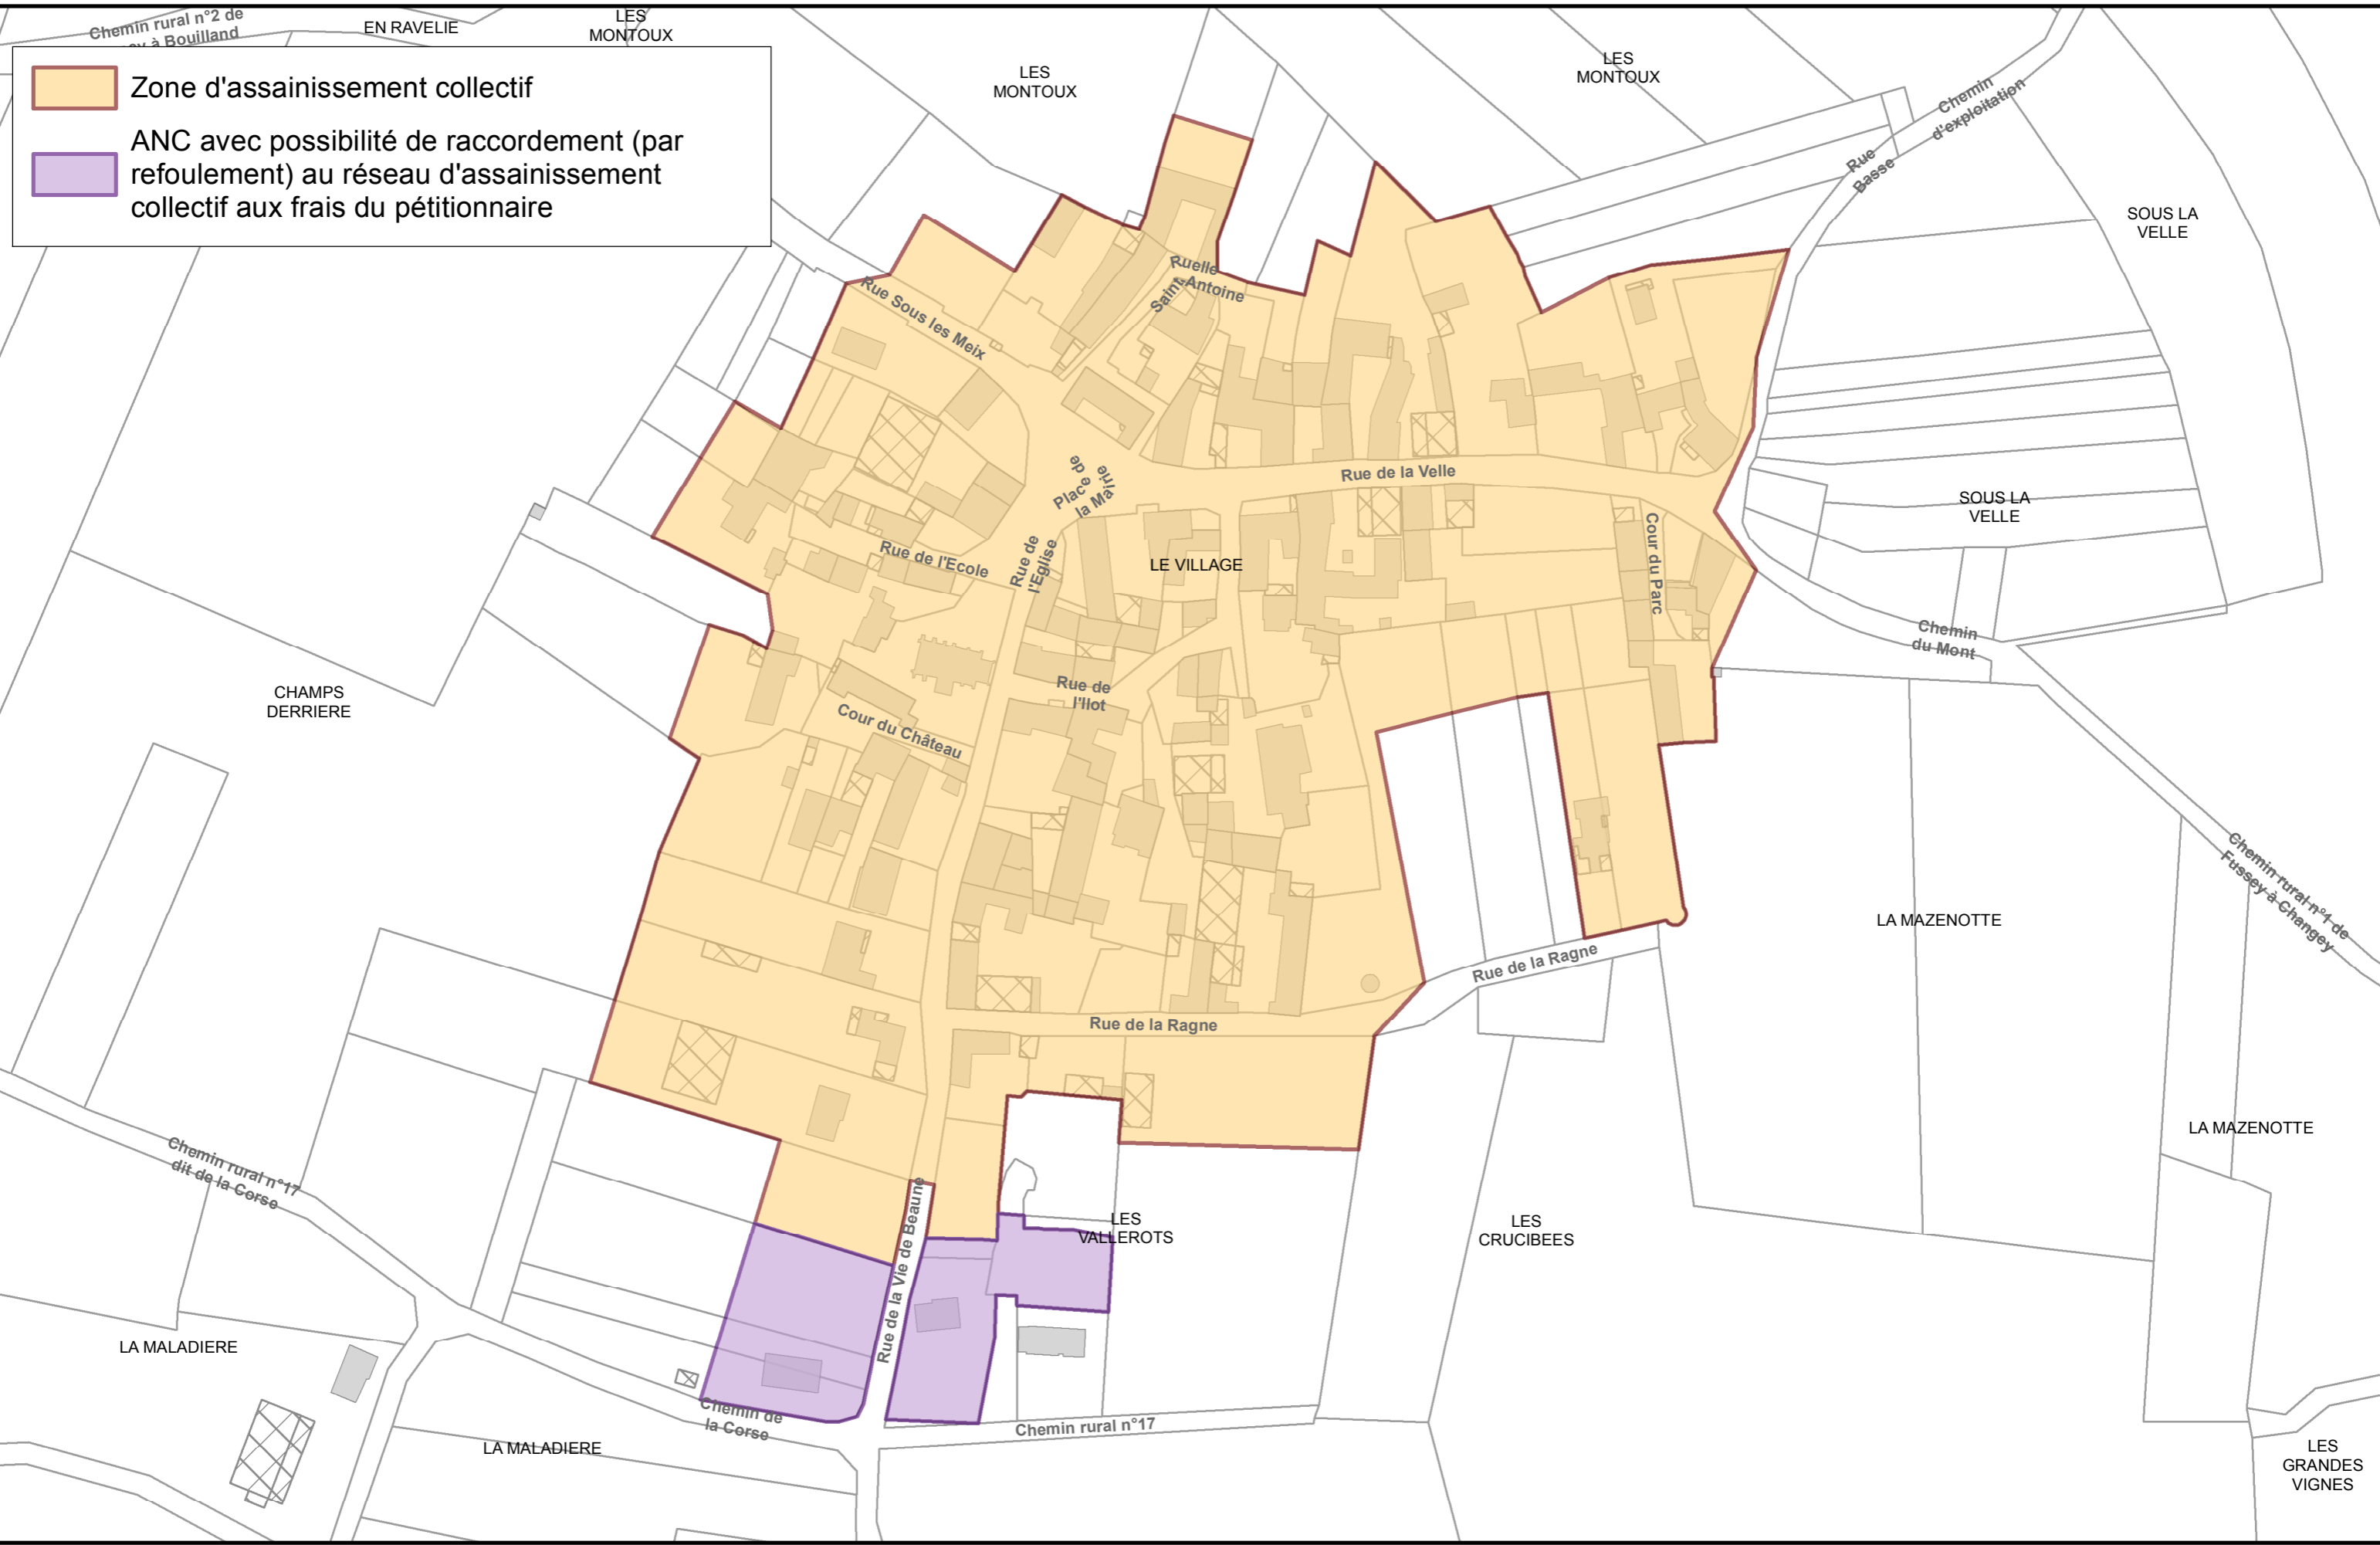 Chemin rural n°2 de
à Bouilland
EN RAVELIE
LES
MONTOUX
Zone d'assainissement collectif
ANC avec possibilité de raccordement (par
refoulement) au réseau d'assainissement
collectif aux frais du pétitionnaire
LES
MONTOUX
LES
MONTOUX
Chemin
d'exploitation
Rue
Basse
SOUS LA
VELLE
Ruelle
Saint-Antoine
Rue Sous les Meix
Rue de la Velle
Place de
la Mairie
SOUS LA
VELLE
Rue de l'Ecole
Rue de
l'Eglise
LE VILLAGE
Cour du Parc
Chemin
du Mont
CHAMPS
DERRIERE
Rue de
l'Ilot
Cour du Château
Chemin rural n°1 de
Fussey à Changey
LA MAZENOTTE
Rue de la Ragne
Rue de la Ragne
LA MAZENOTTE
Chemin rural n°17
dit de la Corse
Rue de la Vie de Beaune
LES
VALLEROTS
LES
CRUCIBEES
LA MALADIERE
Chemin de
la Corse
Chemin rural n°17
LA MALADIERE
LES
GRANDES
VIGNES